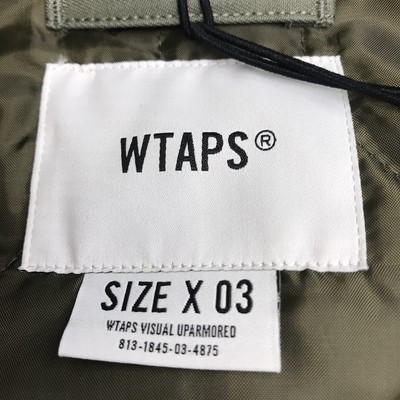 WTAPS®
SIZE X 03
WTAPS VISUAL UPARMORED
813-1845-03-4875